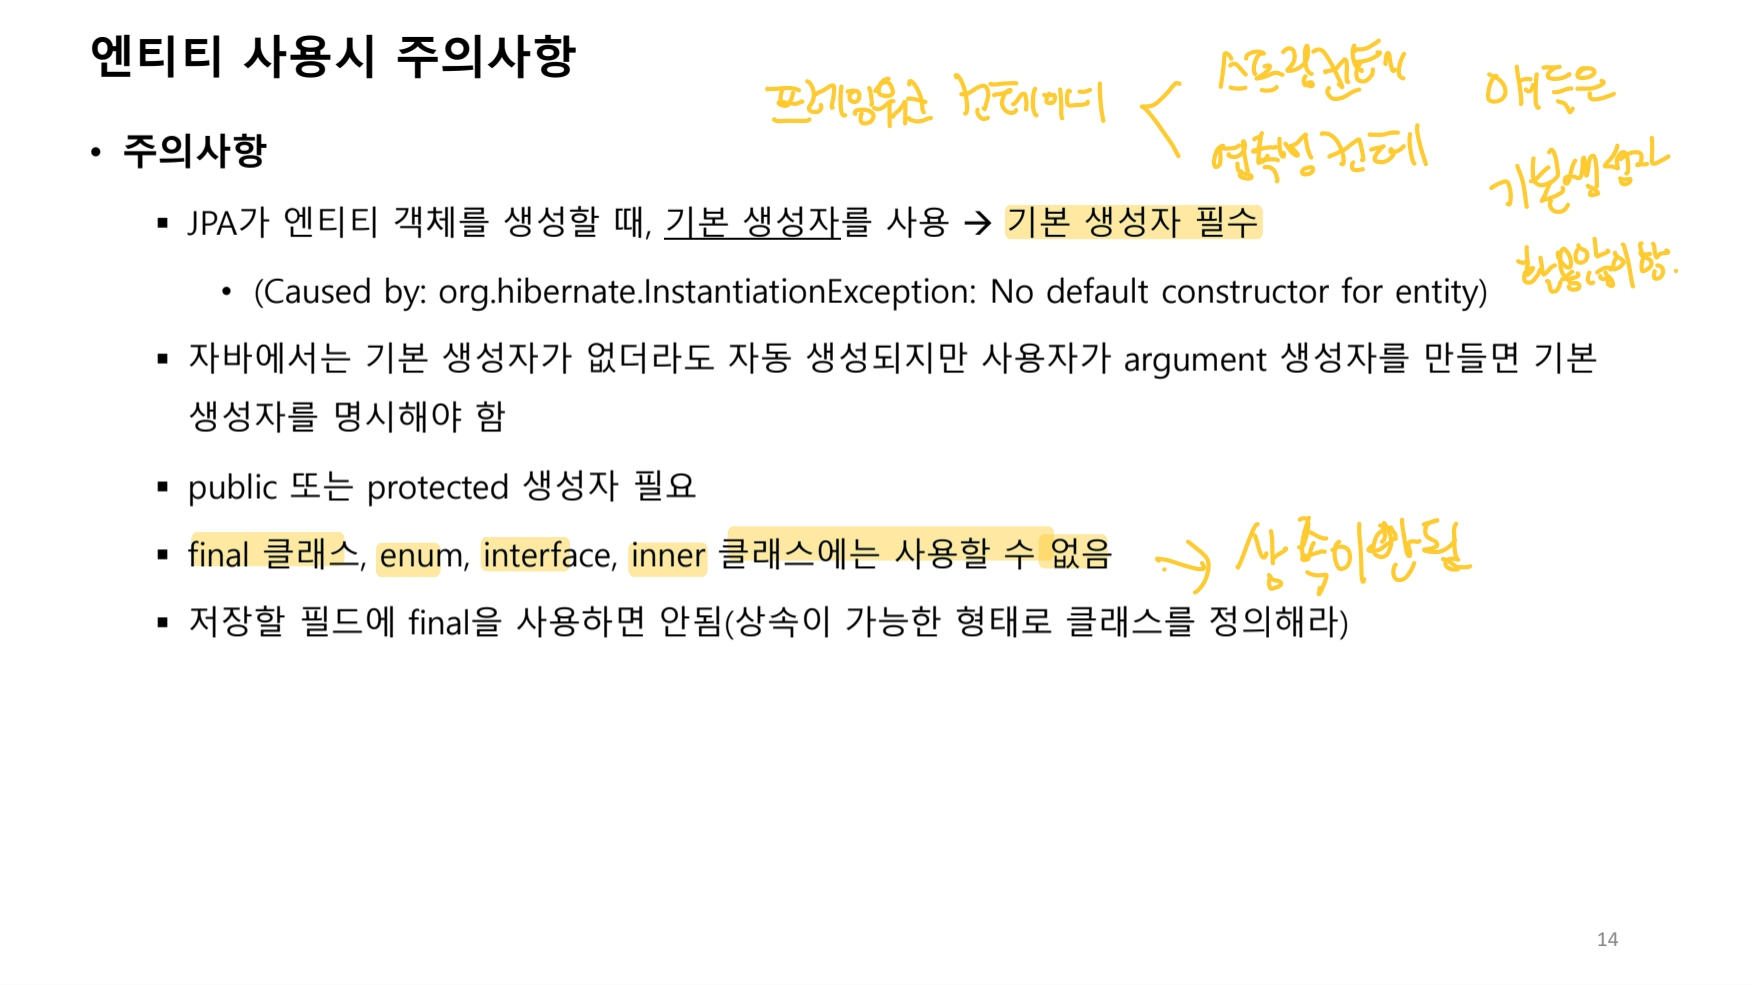 엔티티 사용시 주의사항
프레임워크 컨테이너
스프링컨테
영속성 컨테
얘들은
기본생성자
활용많이함.
• 주의사항
▪ JPA가 엔티티 객체를 생성할 때, 기본 생성자를 사용 → 기본 생성자 필수
• (Caused by: org.hibernate.InstantiationException: No default constructor for entity)
▪ 자바에서는 기본 생성자가 없더라도 자동 생성되지만 사용자가 argument 생성자를 만들면 기본
생성자를 명시해야 함
▪ public 또는 protected 생성자 필요
▪ final 클래스, enum, interface, inner 클래스에는 사용할 수 없음 → 상속이안됨
▪ 저장할 필드에 final을 사용하면 안됨(상속이 가능한 형태로 클래스를 정의해라)
14